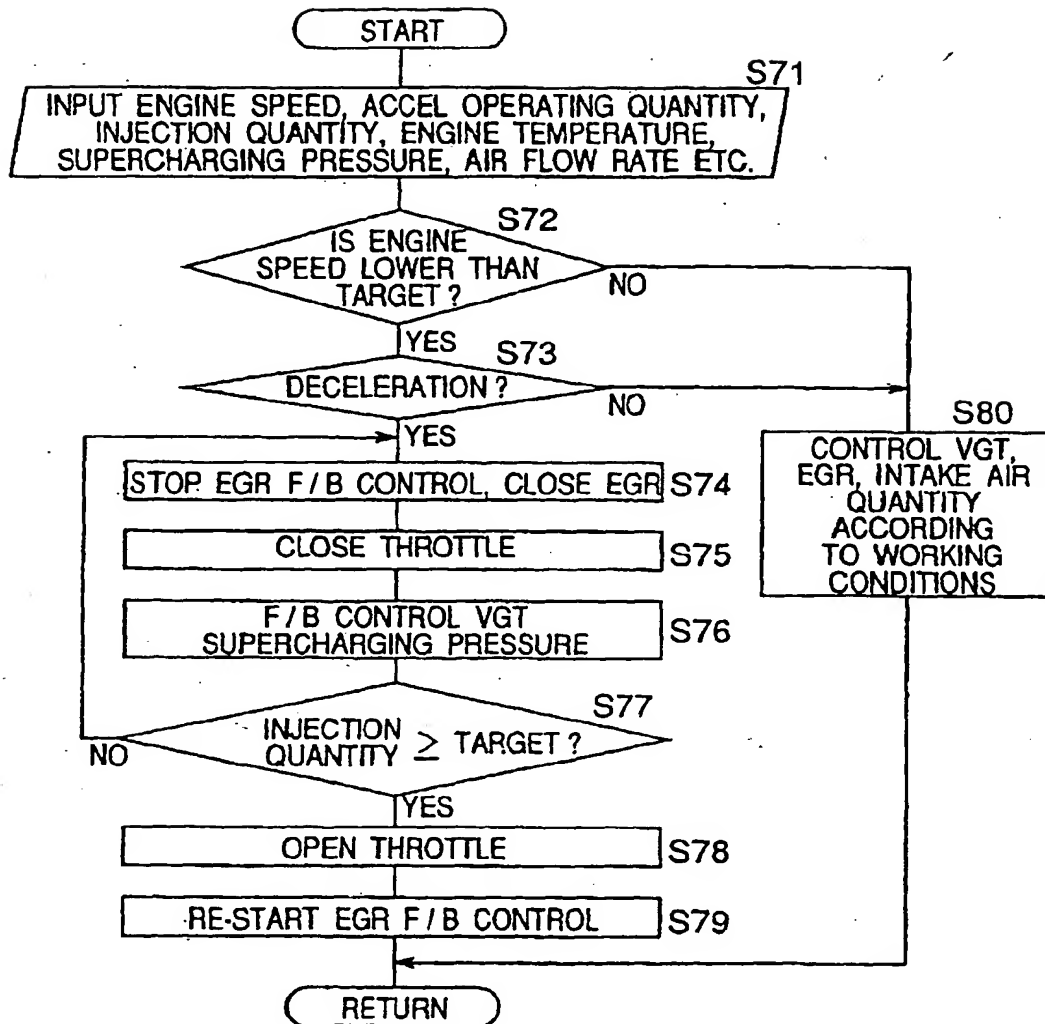 START
S71
INPUT ENGINE SPEED, ACCEL OPERATING QUANTITY,
INJECTION QUANTITY, ENGINE TEMPERATURE,
SUPERCHARGING PRESSURE, AIR FLOW RATE ETC.
S72
IS ENGINE
SPEED LOWER THAN
TARGET ?
NO
YES
S73
DECELERATION ?
NO
YES
S80
CONTROL VGT,
EGR, INTAKE AIR
QUANTITY
ACCORDING
TO WORKING
CONDITIONS
STOP EGR F / B CONTROL, CLOSE EGR S74
CLOSE THROTTLE S75
F / B CONTROL VGT
SUPERCHARGING PRESSURE S76
S77
INJECTION
QUANTITY ≥ TARGET ?
NO
YES
OPEN THROTTLE S78
RE-START EGR F / B CONTROL S79
RETURN